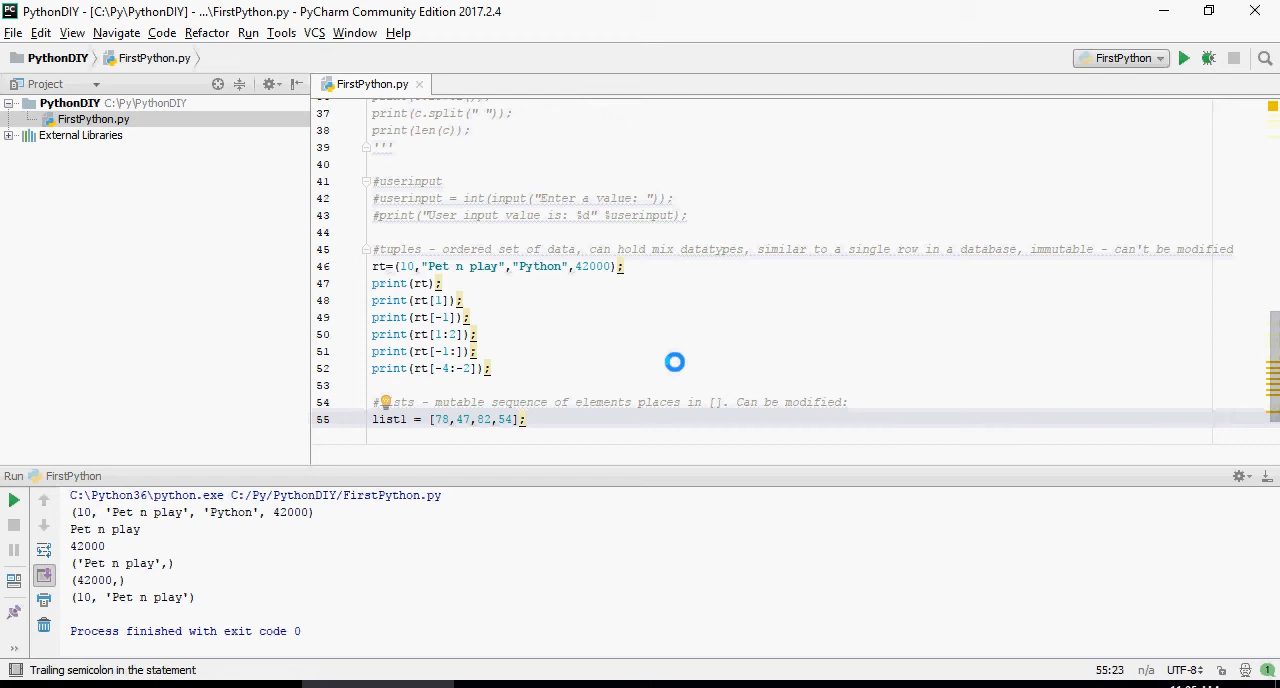 PythonDIY - [C:\Py\PythonDIY] - ...\FirstPython.py - PyCharm Community Edition 2017.2.4
File Edit View Navigate Code Refactor Run Tools VCS Window Help
PythonDIY FirstPython.py FirstPython
Project FirstPython.py
PythonDIY C:\Py\PythonDIY
FirstPython.py
External Libraries
37 print(c.split(" "));
38 print(len(c));
39 '''
40
41 #userinput
42 #userinput = int(input("Enter a value: "));
43 #print("User input value is: %d" %userinput);
44
45 #tuples - ordered set of data, can hold mix datatypes, similar to a single row in a database, immutable - can't be modified
46 rt=(10,"Pet n play","Python",42000);
47 print(rt);
48 print(rt[1]);
49 print(rt[-1]);
50 print(rt[1:2]);
51 print(rt[-1:]);
52 print(rt[-4:-2]);
53
54 - mutable sequence of elements places in []. Can be modified:
55 list1 = [78,47,82,54];
Run FirstPython
C:\Python36\python.exe C:/Py/PythonDIY/FirstPython.py
(10, 'Pet n play', 'Python', 42000)
Pet n play
42000
('Pet n play',)
(42000,)
(10, 'Pet n play')
Process finished with exit code 0
Trailing semicolon in the statement 55:23 n/a UTF-8 1